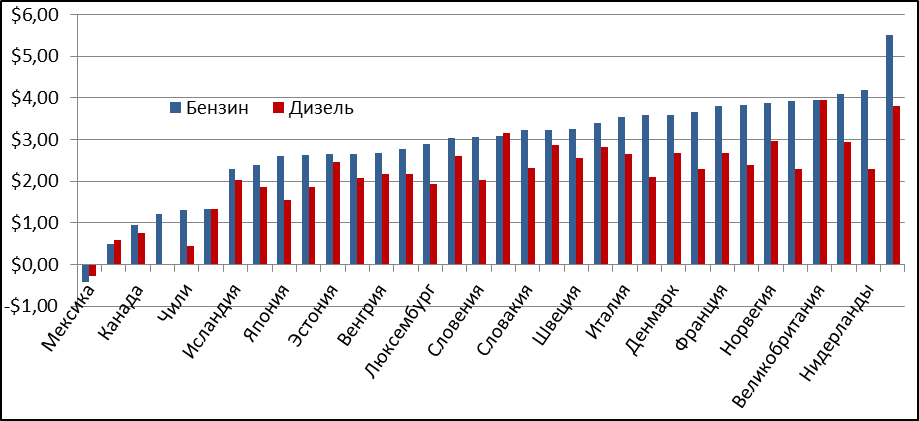 $6,00
$5,00
$4,00
$3,00
$2,00
$1,00
$0,00
-$1,00
Бензин Дизель
Мексика
Канада
Чили
Исландия
Япония
Эстония
Венгрия
Люксембург
Словения
Словакия
Швеция
Италия
Денмарк
Франция
Норвегия
Великобритания
Нидерланды